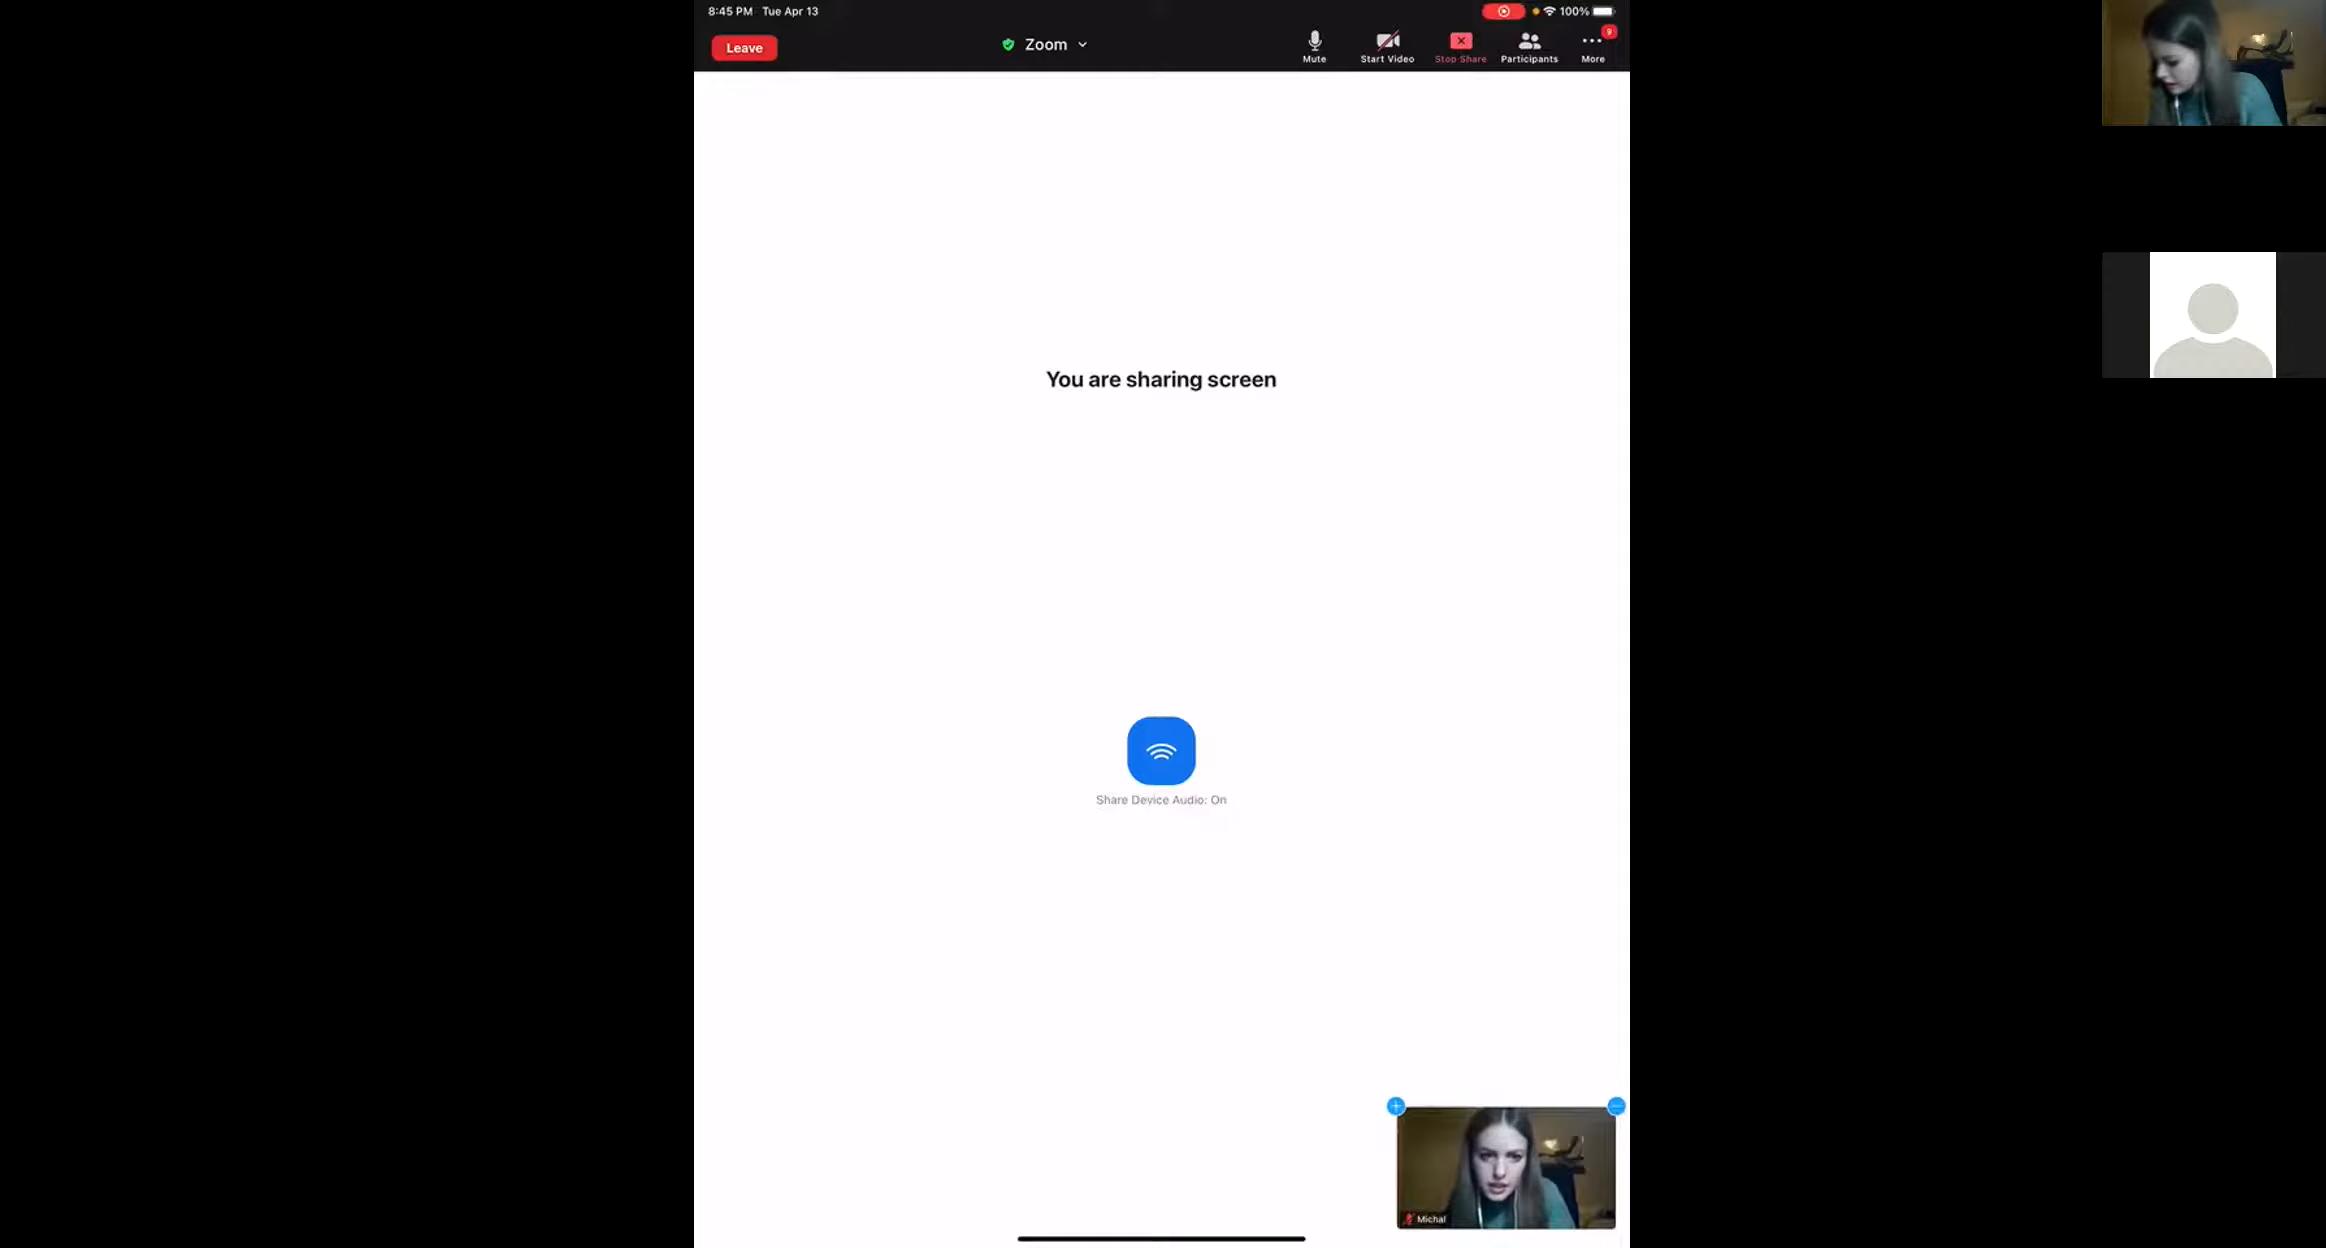 8:45 PM Tue Apr 13
100%
Leave
Zoom
Mute
Start Video
Stop Share
Participants
9
More
You are sharing screen
Share Device Audio: On
Michal